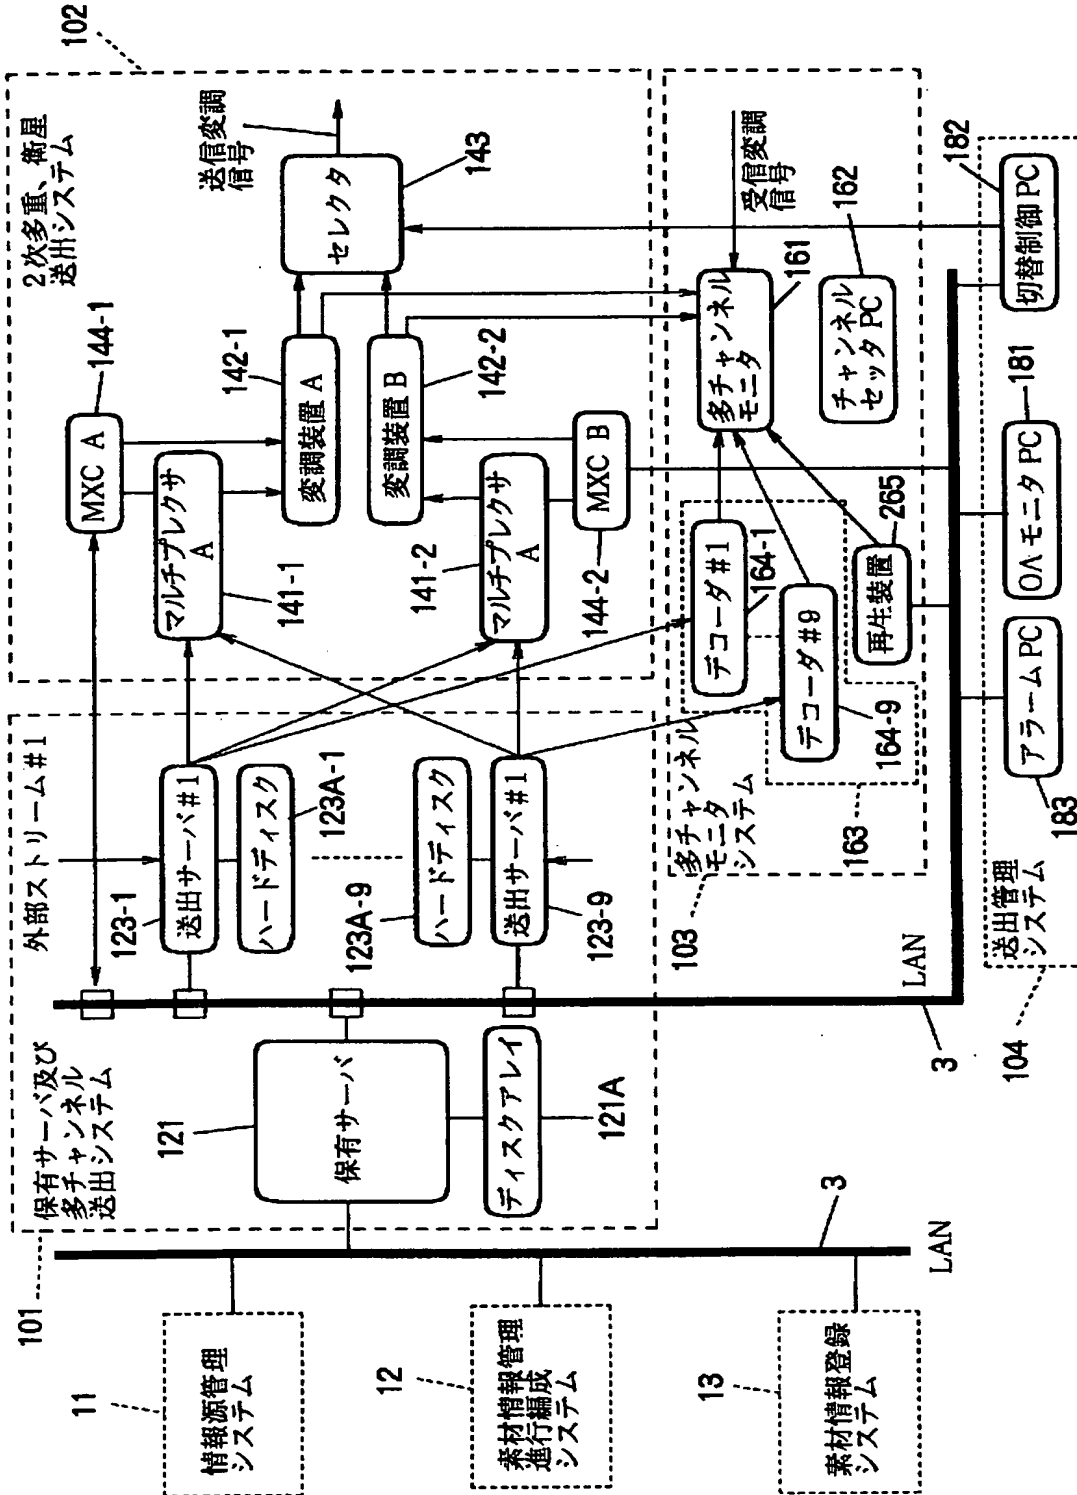 102
2次多重、衛星
送出システム
送信変調
信号
セレクタ
143
144-1
MXC A
142-1
変調装置 A
142-2
変調装置 B
マルチプレクサ
A
141-1
マルチプレクサ
A
141-2
MXC B
144-2
外部ストリーム#1
123-1
送出サーバ#1
ハードディスク
123A-1
123A-9
ハードディスク
送出サーバ#1
123-9
保有サーバ及び
多チャンネル
送出システム
101
121
保有サーバ
ディスクアレイ
121A
受信変調
信号
多チャンネル
モニタ
161
チャンネル
セッタPC
162
デコーダ#1
164-1
デコーダ#9
164-9
再生装置
265
163
多チャンネル
モニタ
システム
103
182
切替制御PC
181
OAモニタPC
アラームPC
183
送出管理
システム
104
LAN
3
3
LAN
11
情報源管理
システム
12
素材情報管理
進行編成
システム
13
素材情報登録
システム